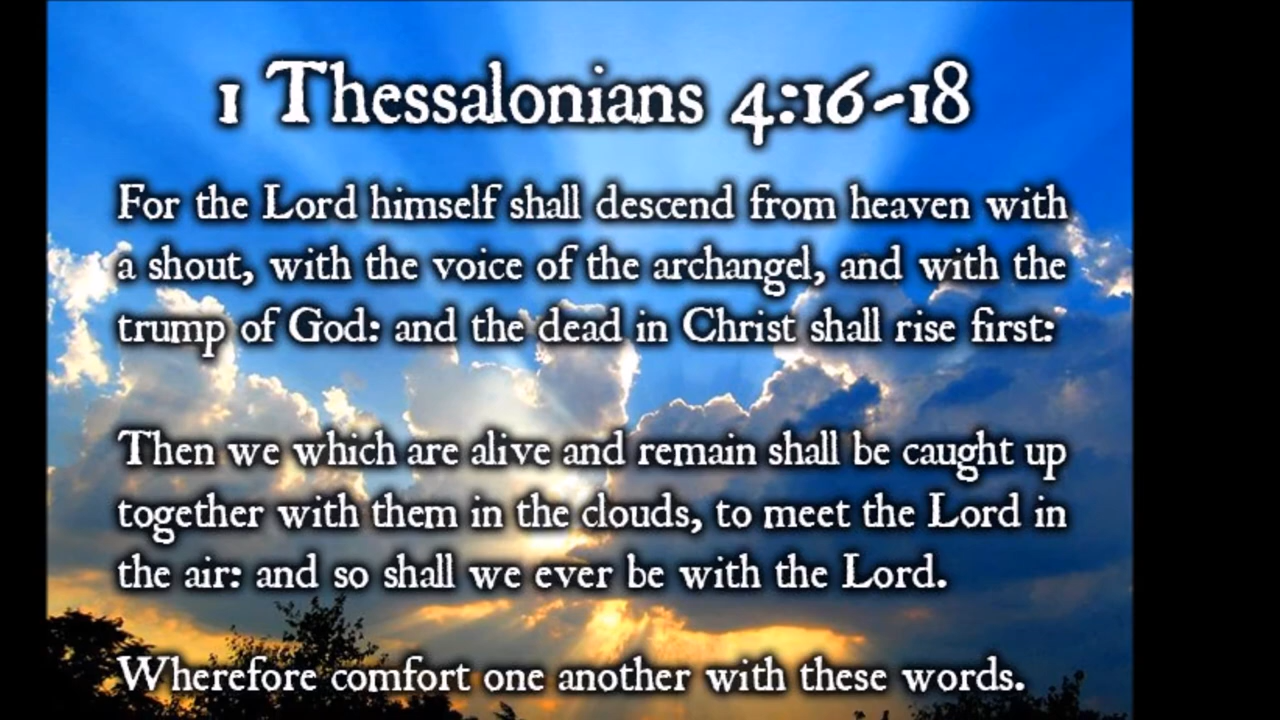 1 Thessalonians 4:16-18
For the Lord himself shall descend from heaven with
a shout, with the voice of the archangel, and with the
trump of God: and the dead in Christ shall rise first:
Then we which are alive and remain shall be caught up
together with them in the clouds, to meet the Lord in
the air: and so shall we ever be with the Lord.
Wherefore comfort one another with these words.